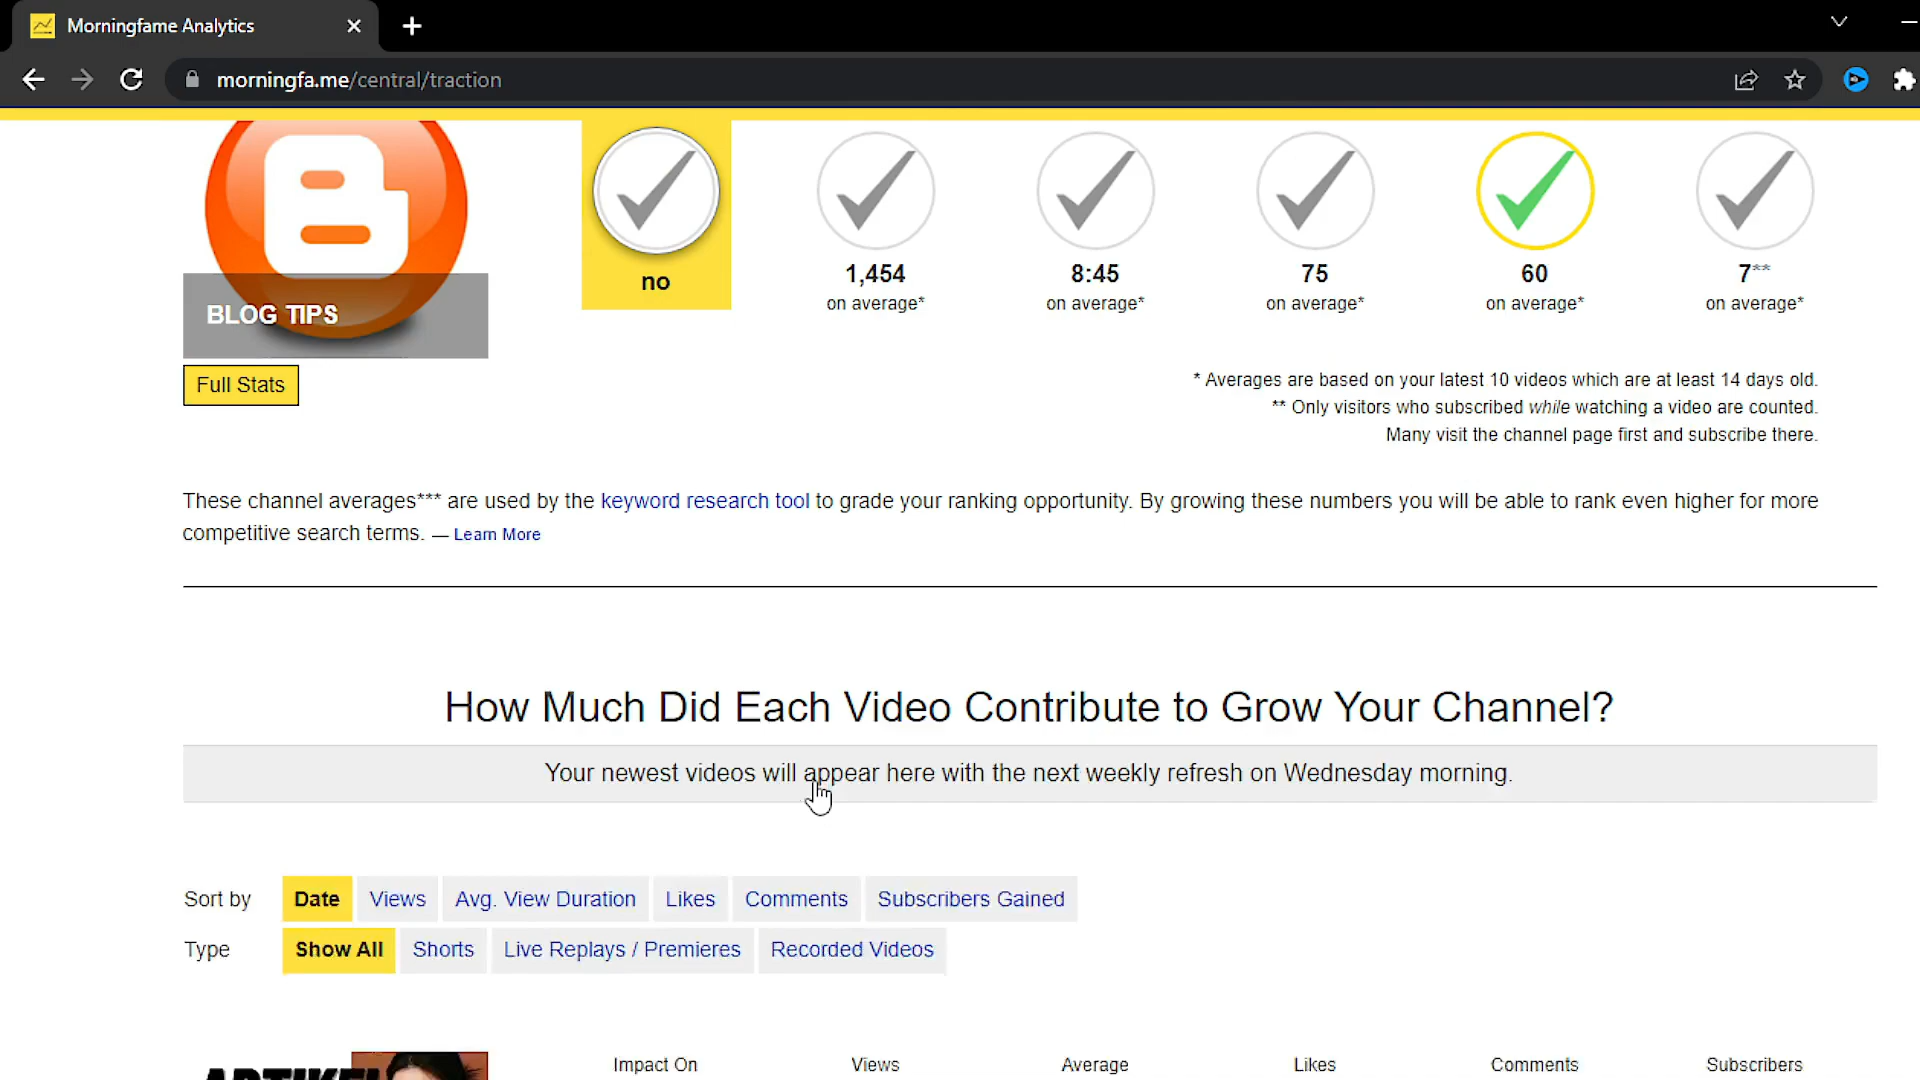 Morningfame Analytics
morningfa.me/central/traction
BLOG TIPS
Full Stats
no
1,454
on average*
8:45
on average*
75
on average*
60
on average*
7**
on average*
* Averages are based on your latest 10 videos which are at least 14 days old.
** Only visitors who subscribed while watching a video are counted.
Many visit the channel page first and subscribe there.
These channel averages*** are used by the keyword research tool to grade your ranking opportunity. By growing these numbers you will be able to rank even higher for more
competitive search terms. — Learn More
How Much Did Each Video Contribute to Grow Your Channel?
Your newest videos will appear here with the next weekly refresh on Wednesday morning.
Sort by Date Views Avg. View Duration Likes Comments Subscribers Gained
Type Show All Shorts Live Replays / Premieres Recorded Videos
Impact On Views Average Likes Comments Subscribers